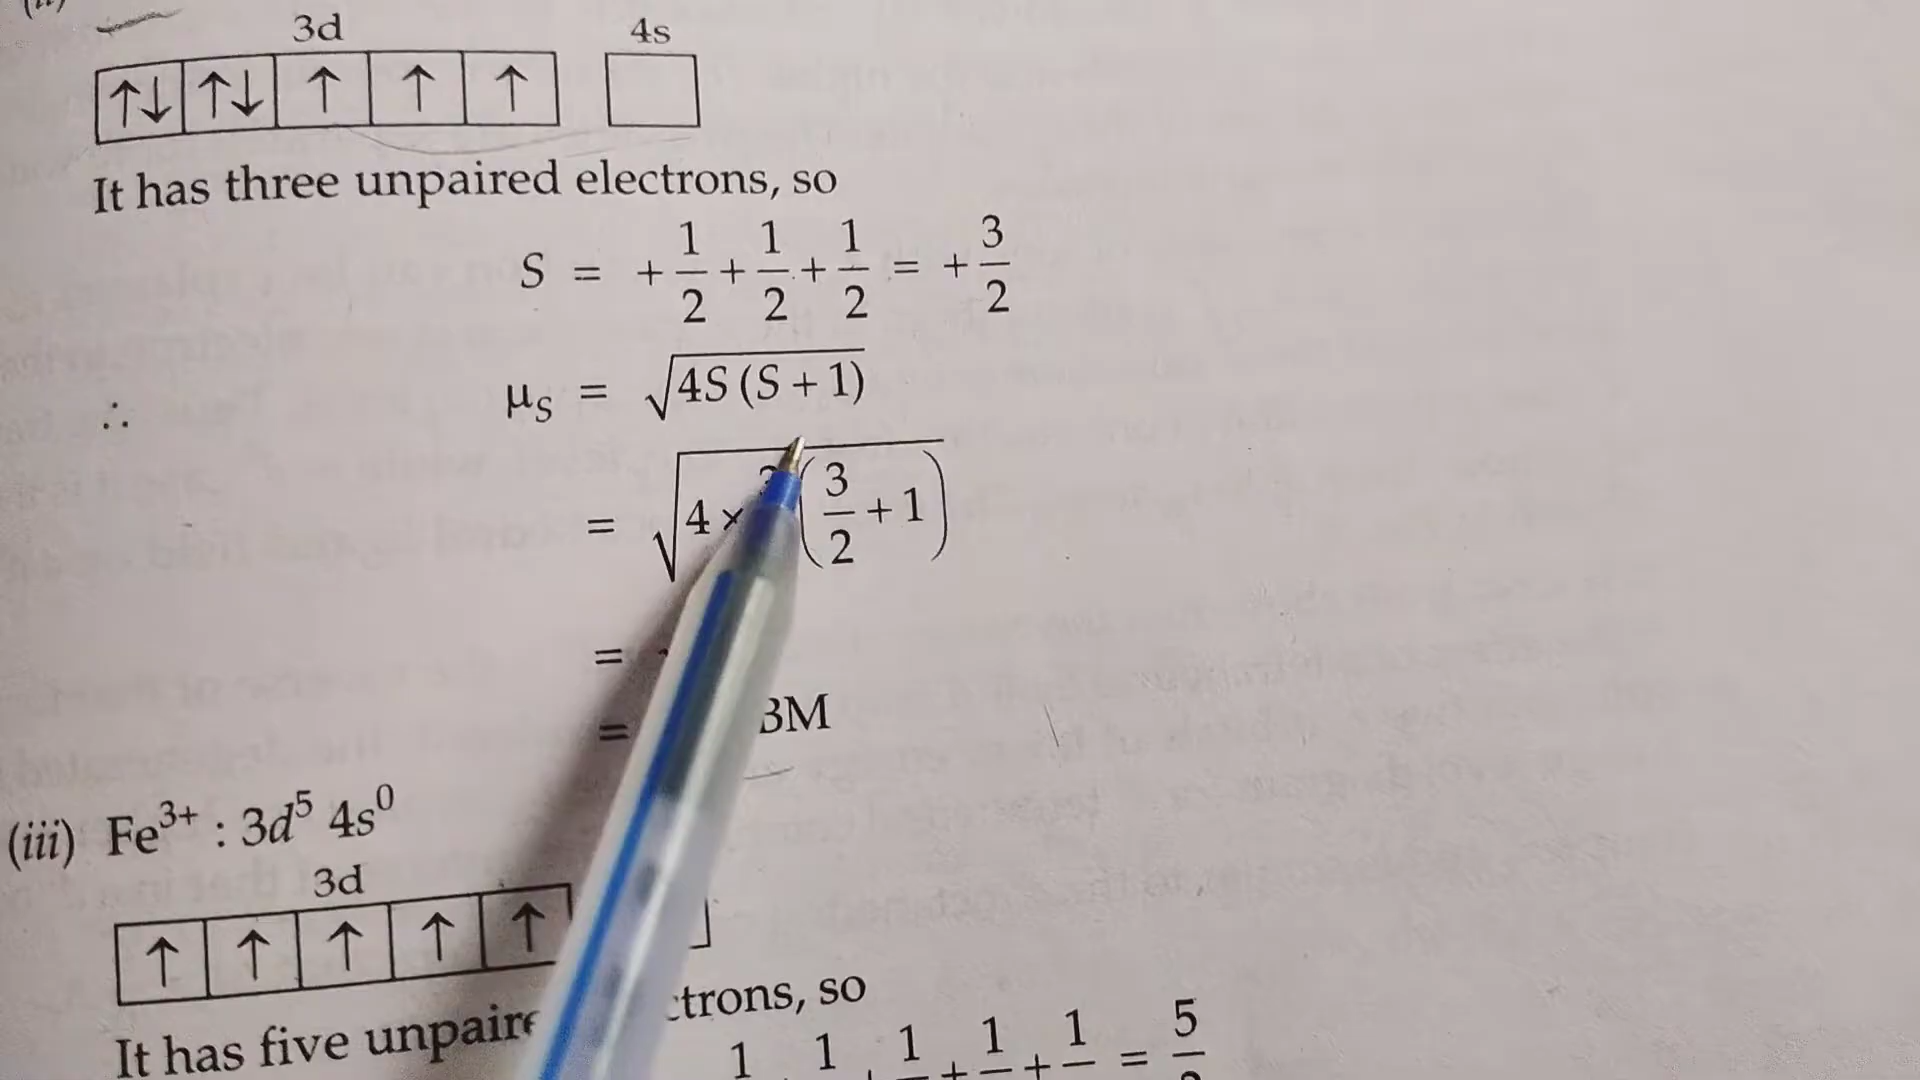 3d 4s
↑↓ ↑↓ ↑ ↑ ↑
It has three unpaired electrons, so
S = + 1/2 + 1/2 + 1/2 = + 3/2
∴ μS = √4S (S + 1)
= √4 × (3/2 + 1)
=
= BM
(iii) Fe³⁺ : 3d⁵ 4s⁰
3d
↑ ↑ ↑ ↑ ↑
It has five so
1 1 1 + 1 + 1 = 5